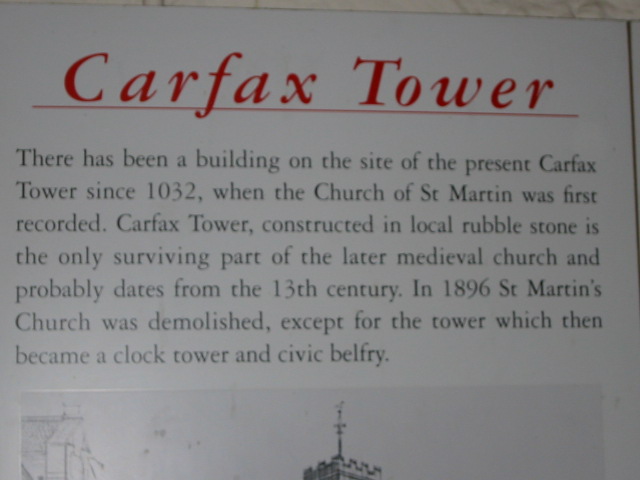 Carfax Tower
There has been a building on the site of the present Carfax
Tower since 1032, when the Church of St Martin was first
recorded. Carfax Tower, constructed in local rubble stone is
the only surviving part of the later medieval church and
probably dates from the 13th century. In 1896 St Martin's
Church was demolished, except for the tower which then
became a clock tower and civic belfry.